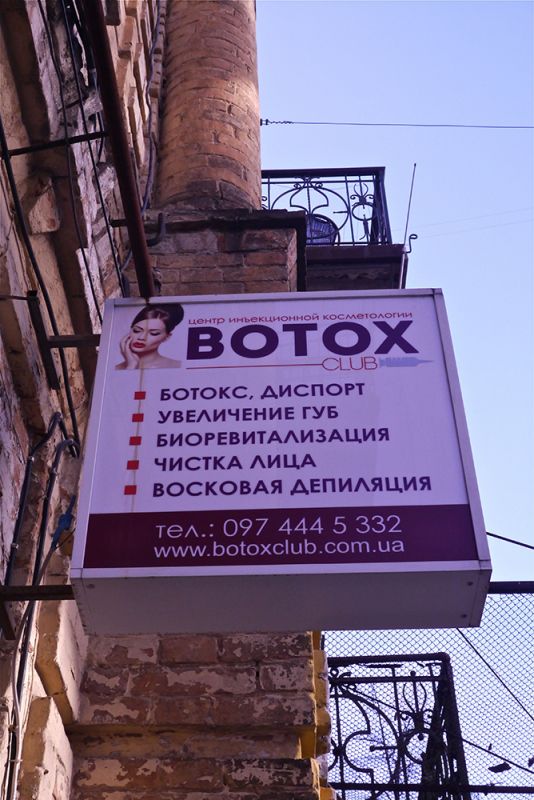 центр инъекционной косметологии
BOTOX
CLUB
БОТОКС, ДИСПОРТ
УВЕЛИЧЕНИЕ ГУБ
БИОРЕВИТАЛИЗАЦИЯ
ЧИСТКА ЛИЦА
ВОСКОВАЯ ДЕПИЛЯЦИЯ
тел.: 097 444 5 332
www.botoxclub.com.ua